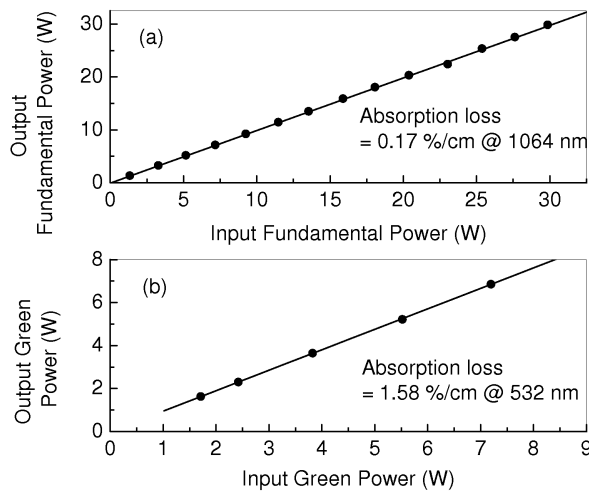 (a)
30
20
10
0
Output
Fundamental Power (W)
Absorption loss
= 0.17 %/cm @ 1064 nm
0 5 10 15 20 25 30
Input Fundamental Power (W)
(b)
8
6
4
2
0
Output Green
Power (W)
Absorption loss
= 1.58 %/cm @ 532 nm
0 1 2 3 4 5 6 7 8 9
Input Green Power (W)